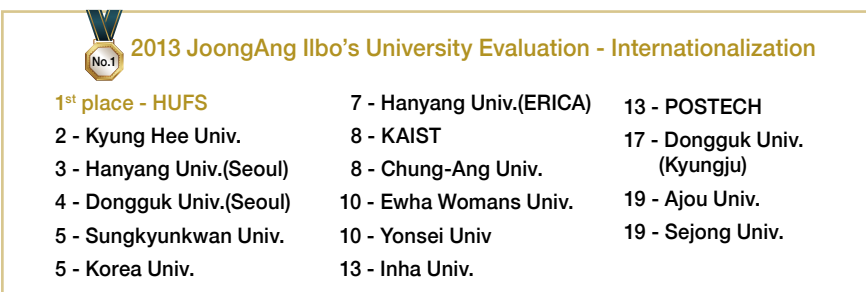 No.1
2013 JoongAng Ilbo's University Evaluation - Internationalization
1st place - HUFS
2 - Kyung Hee Univ.
3 - Hanyang Univ.(Seoul)
4 - Dongguk Univ.(Seoul)
5 - Sungkyunkwan Univ.
5 - Korea Univ.
7 - Hanyang Univ.(ERICA)
8 - KAIST
8 - Chung-Ang Univ.
10 - Ewha Womans Univ.
10 - Yonsei Univ
13 - Inha Univ.
13 - POSTECH
17 - Dongguk Univ.
(Kyungju)
19 - Ajou Univ.
19 - Sejong Univ.